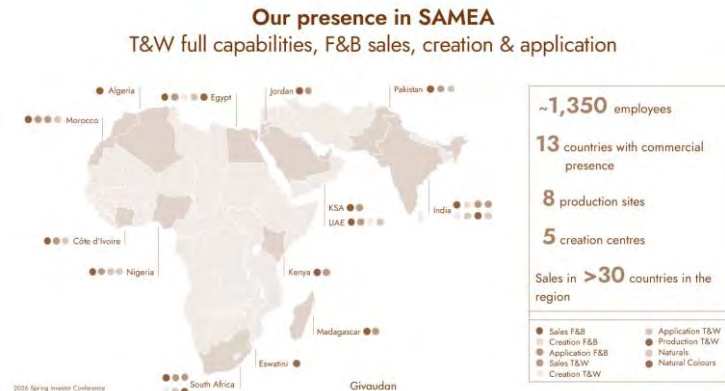 Our presence in SAMEA
T&W full capabilities, F&B sales, creation & application
Algeria
Egypt
Jordan
Pakistan
Morocco
KSA
UAE
India
Côte d'Ivoire
Nigeria
Kenya
Madagascar
Eswatini
South Africa
~1,350 employees
13 countries with commercial
presence
8 production sites
5 creation centres
Sales in >30 countries in the
region
Sales F&B
Creation F&B
Application F&B
Sales T&W
Creation T&W
Application T&W
Production T&W
Naturals
Natural Colours
2026 Spring Investor Conference
Givaudan